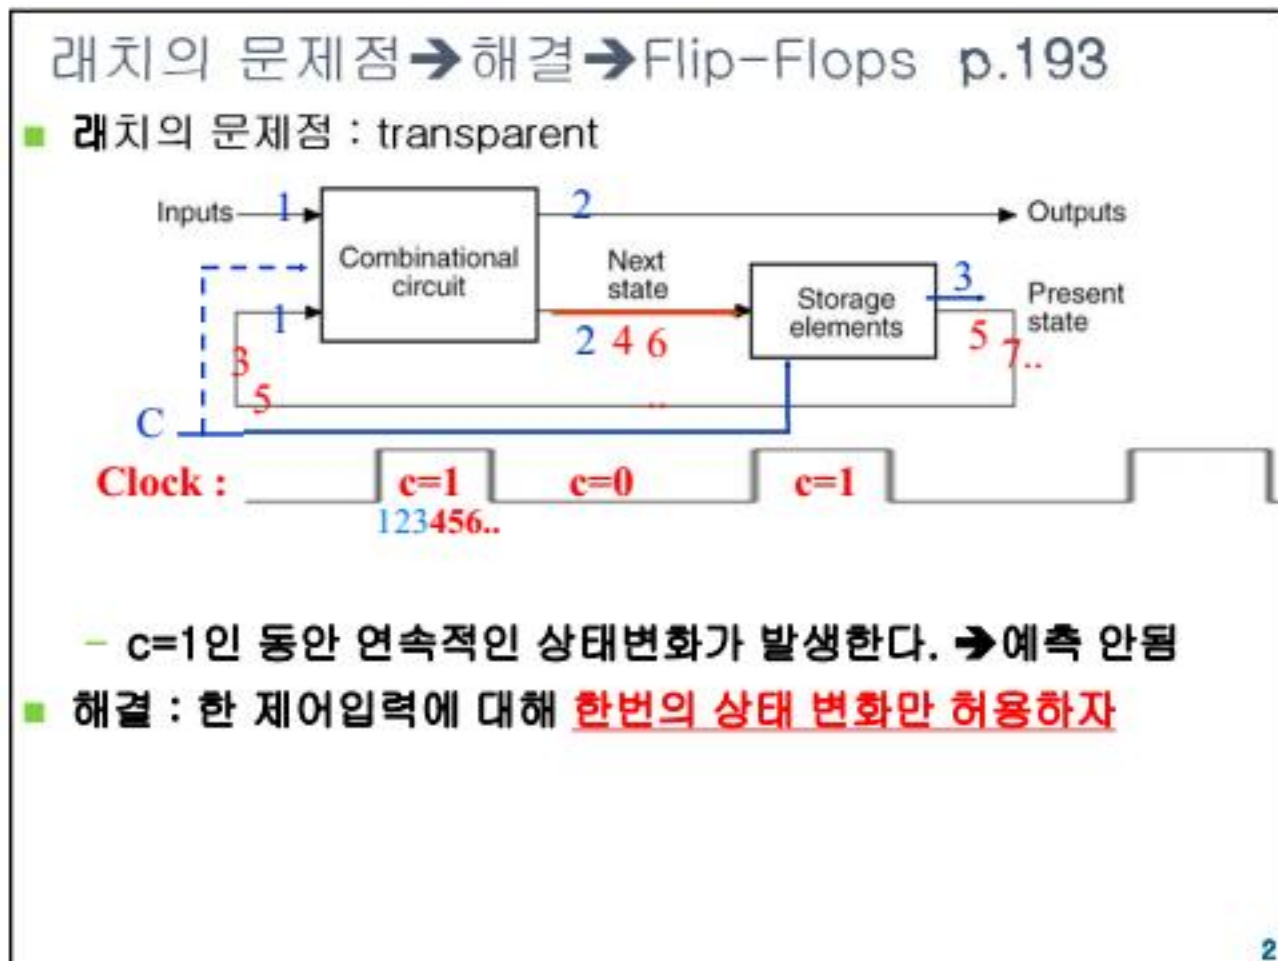 래치의 문제점➔해결➔Flip-Flops p.193
■ 래치의 문제점 : transparent
Inputs 1 2 Outputs
Combinational circuit
Next state
Storage elements
3 Present state
1 2 4 6 5 7..
3
5 ..
C
Clock : c=1 c=0 c=1
123456..
– c=1인 동안 연속적인 상태변화가 발생한다. ➔예측 안됨
■ 해결 : 한 제어입력에 대해 한번의 상태 변화만 허용하자
2